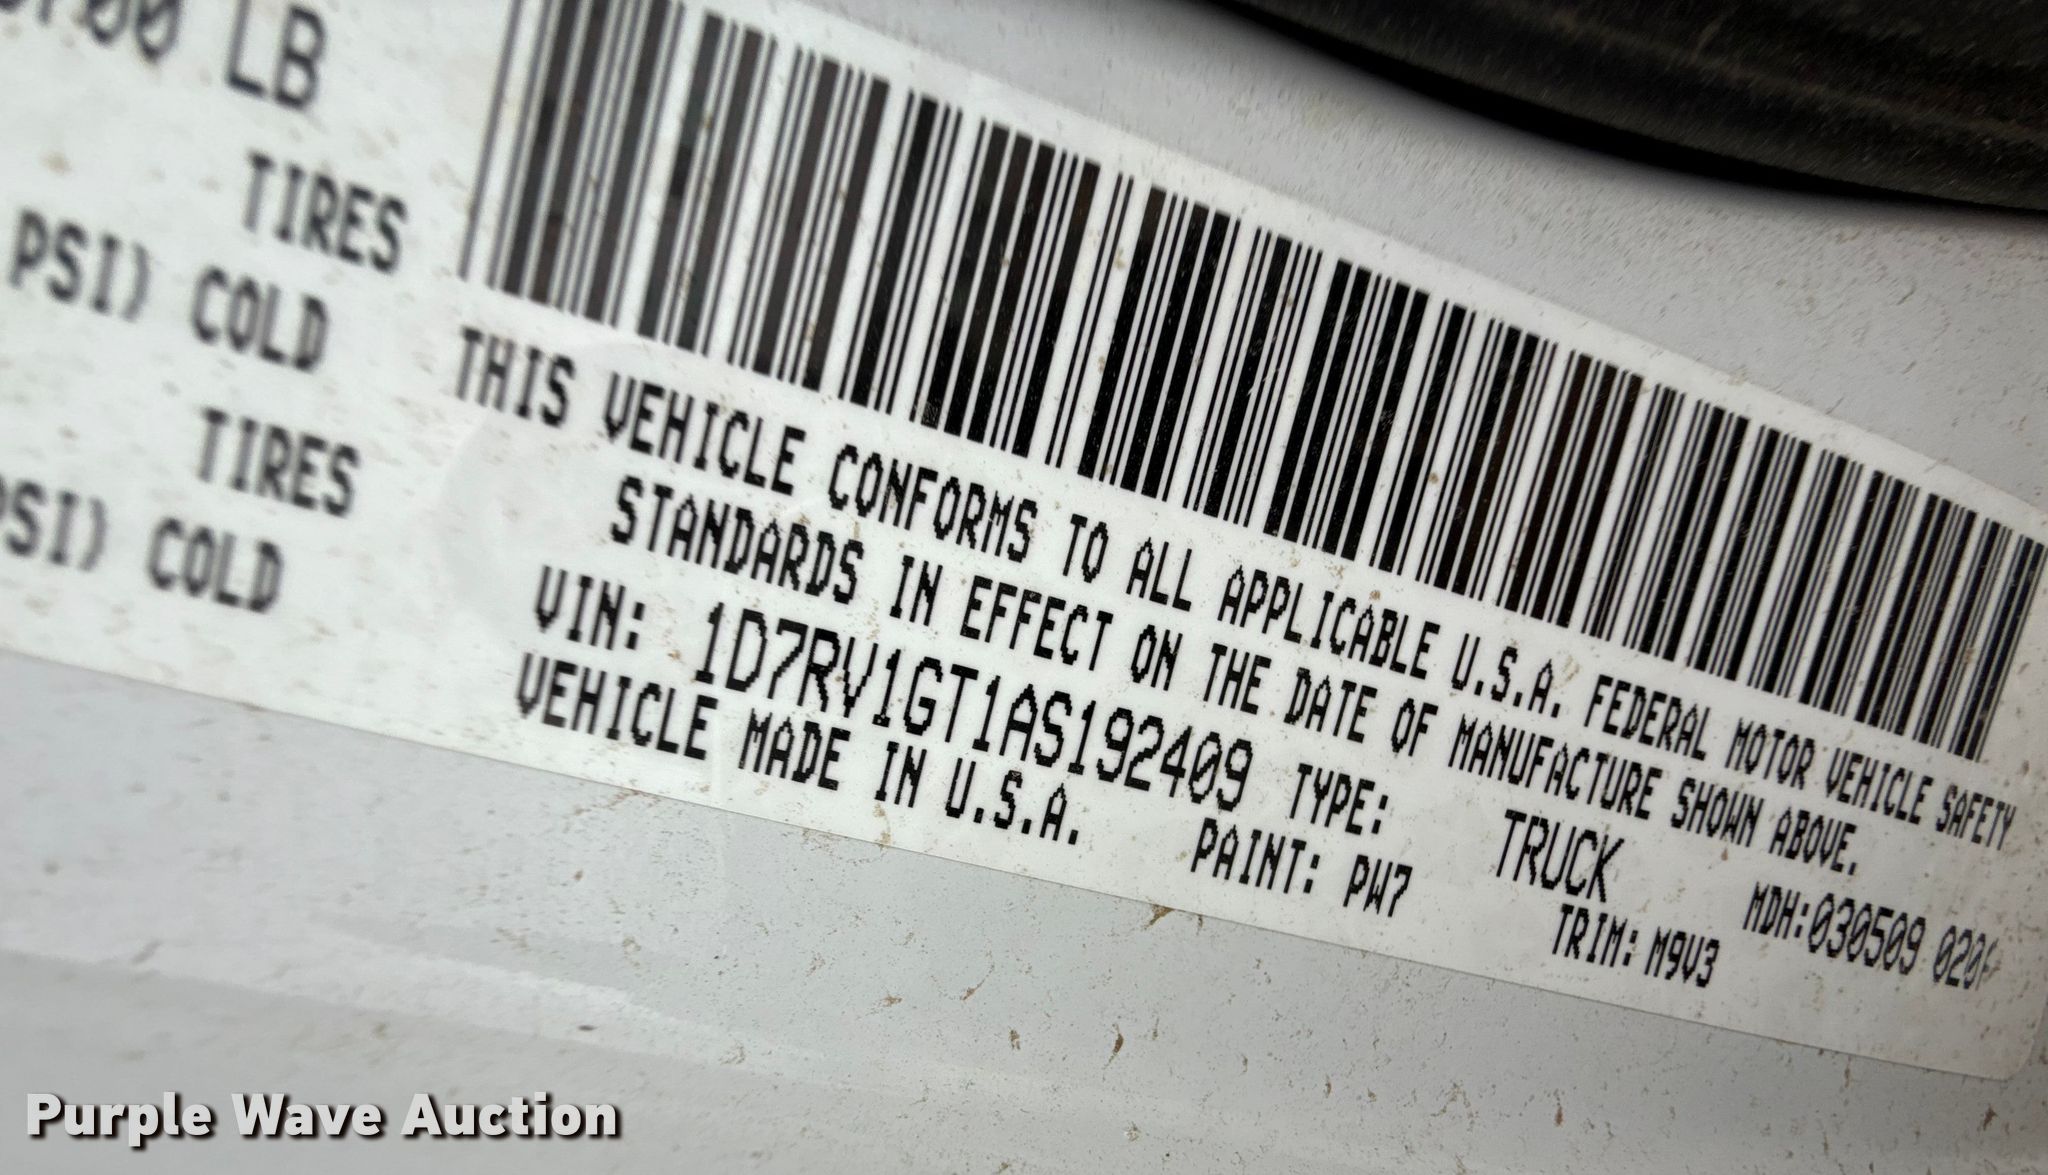 LB
TIRES
PSI) COLD
TIRES
PSI) COLD
THIS VEHICLE CONFORMS TO ALL APPLICABLE U.S.A. FEDERAL MOTOR VEHICLE SAFETY
STANDARDS IN EFFECT ON THE DATE OF MANUFACTURE SHOWN ABOVE.
VIN: 1D7RV1GT1AS192409 TYPE: TRUCK MDH:030509
VEHICLE MADE IN U.S.A. PAINT: PW7 TRIM: M9V3
Purple Wave Auction